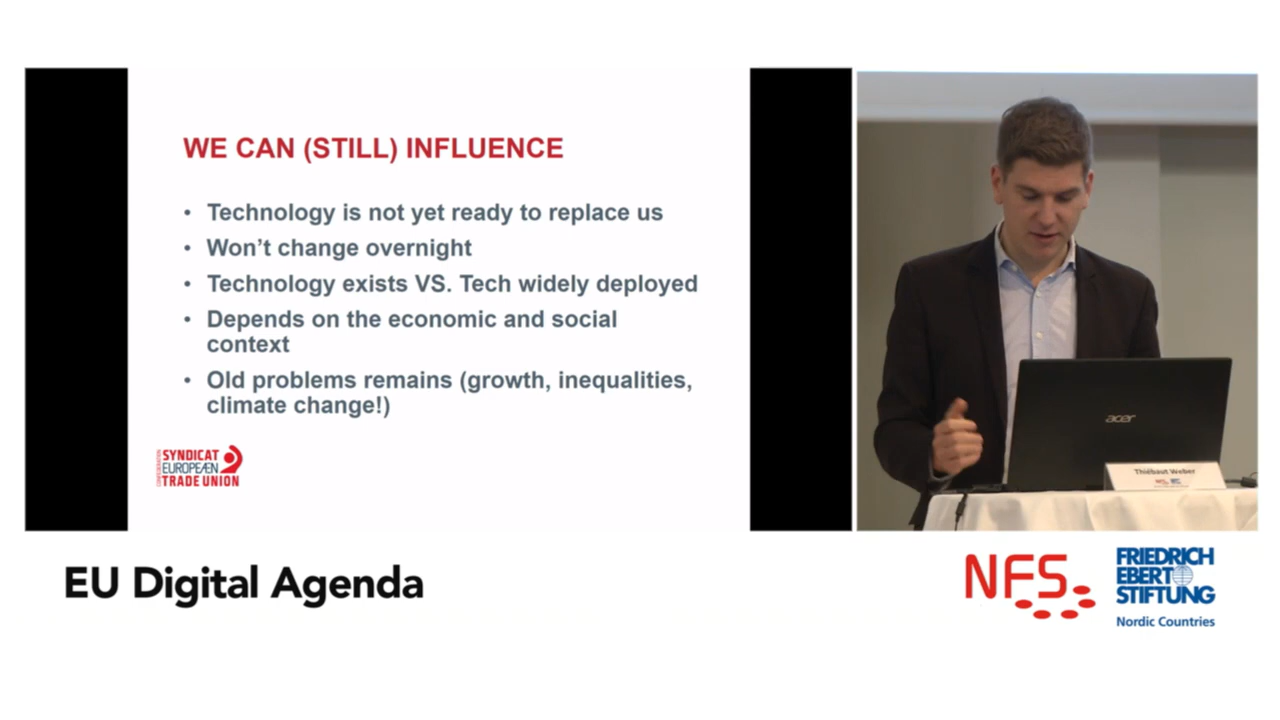 WE CAN (STILL) INFLUENCE
• Technology is not yet ready to replace us
• Won’t change overnight
• Technology exists VS. Tech widely deployed
• Depends on the economic and social
context
• Old problems remains (growth, inequalities,
climate change!)
SYNDICAT
EUROPEÆN
TRADE UNION
acer
Thiébaut Weber
EU Digital Agenda
NFS
FRIEDRICH
EBERT
STIFTUNG
Nordic Countries